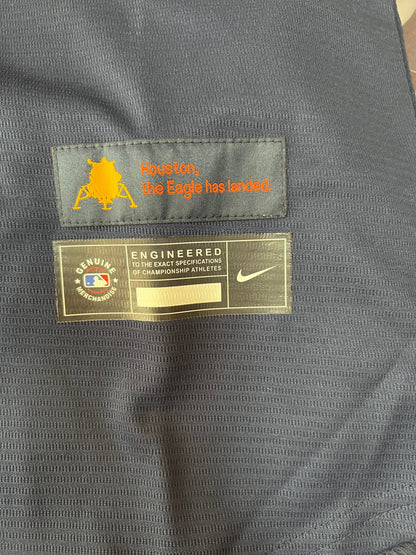 Houston,
the Eagle has landed.
GENUINE
MERCHANDISE
ENGINEERED
TO THE EXACT SPECIFICATIONS
OF CHAMPIONSHIP ATHLETES